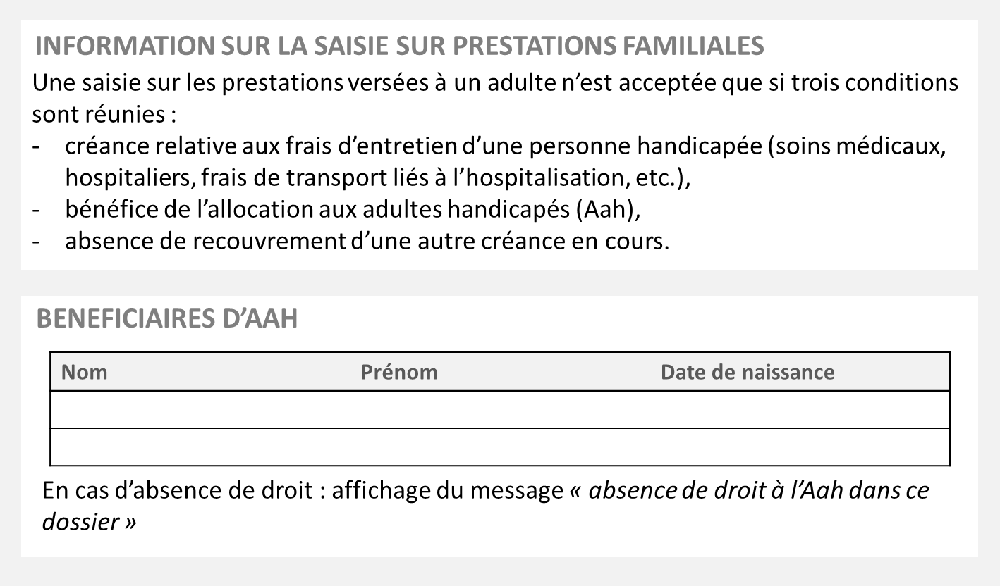 INFORMATION SUR LA SAISIE SUR PRESTATIONS FAMILIALES
Une saisie sur les prestations versées à un adulte n’est acceptée que si trois conditions
sont réunies :
- créance relative aux frais d’entretien d’une personne handicapée (soins médicaux,
hospitaliers, frais de transport liés à l’hospitalisation, etc.),
- bénéfice de l’allocation aux adultes handicapés (Aah),
- absence de recouvrement d’une autre créance en cours.
BENEFICIAIRES D’AAH
Nom Prénom Date de naissance
En cas d’absence de droit : affichage du message « absence de droit à l’Aah dans ce
dossier »